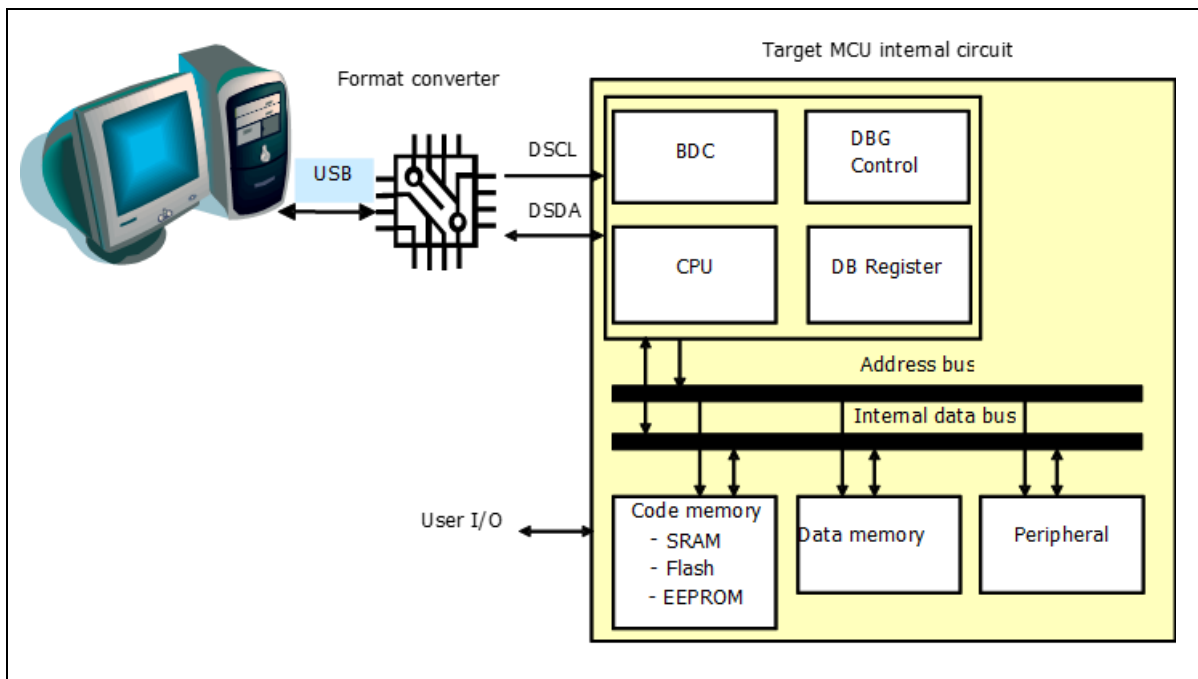 Target MCU internal circuit
Format converter
USB
DSCL
DSDA
BDC
DBG
Control
CPU
DB Register
Address bus
Internal data bus
User I/O
Code memory
- SRAM
- Flash
- EEPROM
Data memory
Peripheral